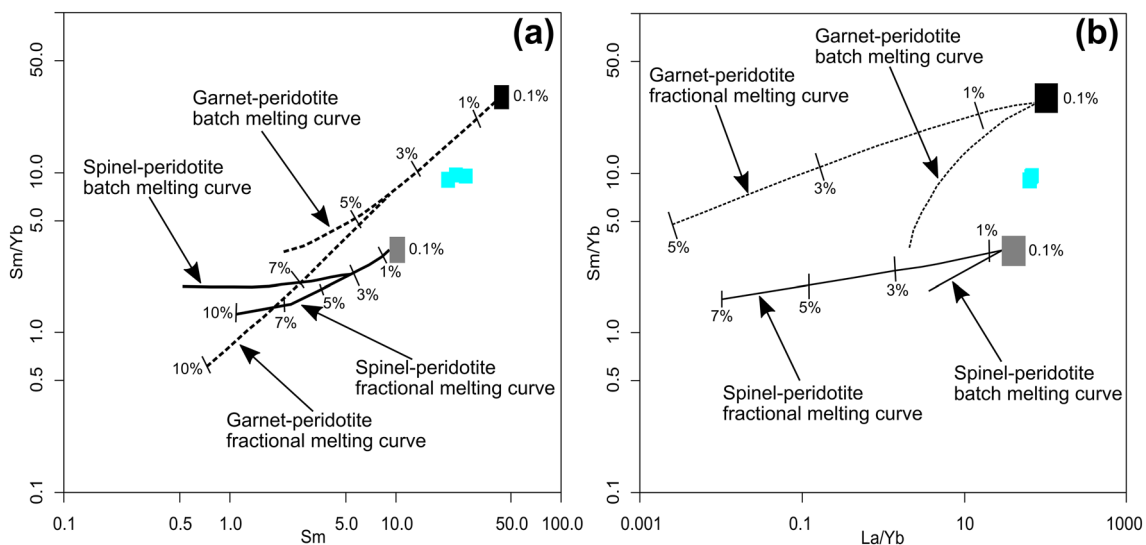 (a)
50.0
10.0
5.0
1.0
0.5
0.1
Sm/Yb
0.1
0.5
1.0
5.0
10.0
50.0
100.0
Sm
Garnet-peridotite
batch melting curve
Spinel-peridotite
batch melting curve
1%
0.1%
3%
5%
7%
10%
0.1%
1%
3%
5%
7%
10%
Spinel-peridotite
fractional melting curve
Garnet-peridotite
fractional melting curve
(b)
50.0
10.0
5.0
1.0
0.5
0.1
Sm/Yb
0.001
0.1
10
1000
La/Yb
Garnet-peridotite
batch melting curve
Garnet-peridotite
fractional melting curve
1%
0.1%
3%
5%
1%
0.1%
3%
5%
7%
Spinel-peridotite
fractional melting curve
Spinel-peridotite
batch melting curve